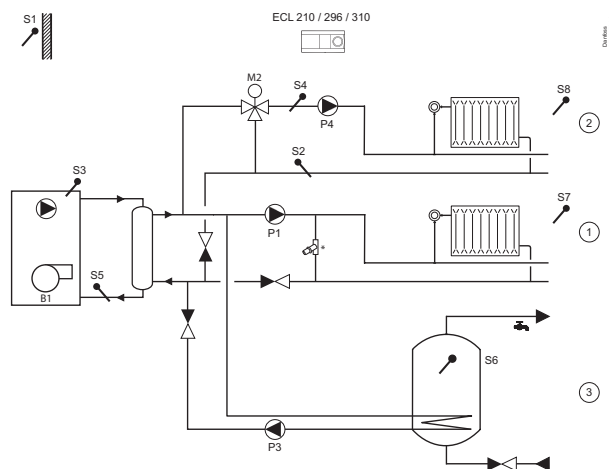 ECL 210 / 296 / 310
S1
Danfoss
M2
S4
S8
P4
2
S2
S3
S7
P1
1
*
S5
B1
S6
3
P3